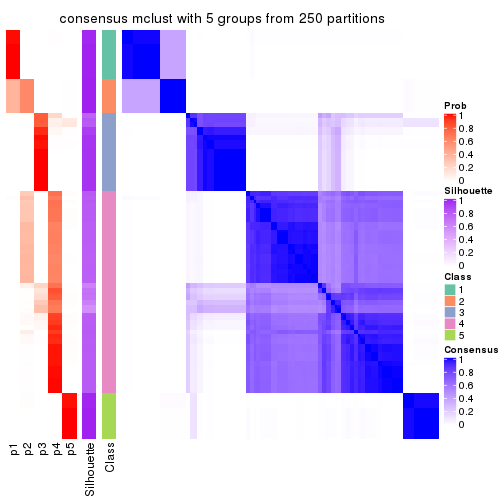 consensus mclust with 5 groups from 250 partitions
Prob
1
0.8
0.6
0.4
0.2
0
Silhouette
1
0.8
0.6
0.4
0.2
0
Class
1
2
3
4
5
Consensus
1
0.8
0.6
0.4
0.2
0
p1
p2
p3
p4
p5
Silhouette
Class